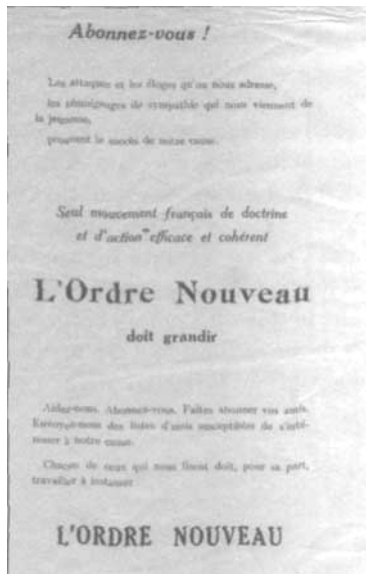 Abonnez-vous !
Les attaques et les éloges qu'on nous adresse,
les témoignages de sympathie qui nous viennent de
la jeunesse,
prouvent le succès de notre cause.
Seul mouvement français de doctrine
et d'action efficace et cohérent
L'Ordre Nouveau
doit grandir
Aidez-nous. Abonnez-vous. Faites abonner vos amis.
Envoyez-nous des listes d'amis susceptibles de s'inté-
resser à notre cause.
Chacun de ceux qui nous lisent doit, pour sa part,
travailler à instaurer
L'ORDRE NOUVEAU